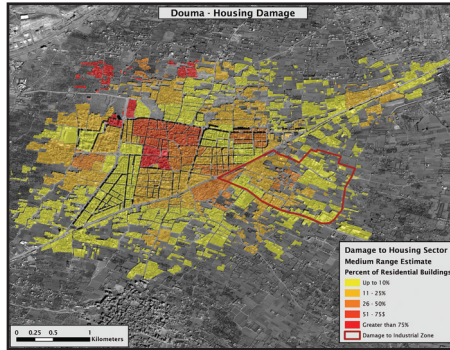 Douma - Housing Damage
Damage to Housing Sector
Medium Range Estimate
Percent of Residential Buildings
Up to 10%
11 - 25%
26 - 50%
51 - 75$
Greater than 75%
Damage to Industrial Zone
0 0.25 0.5 1
Kilometers